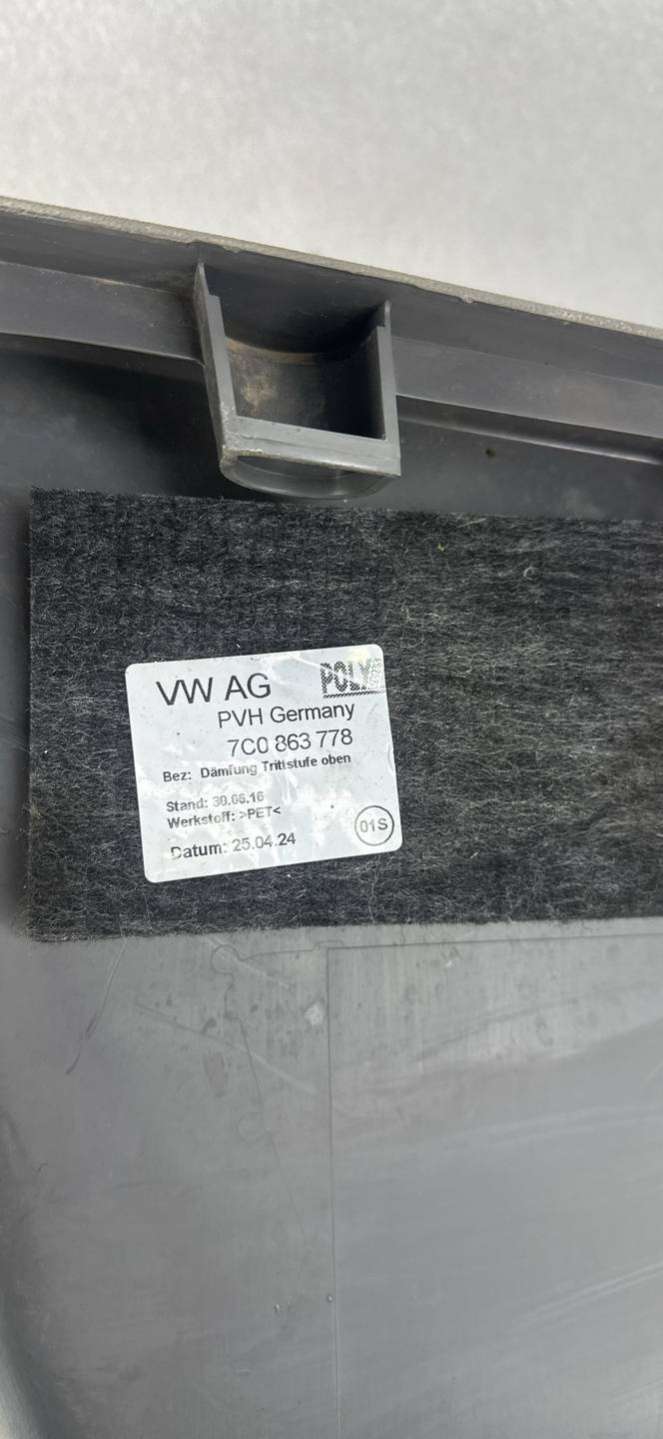 VW AG
POLY
PVH Germany
7C0 863 778
Bez: Dämfung Trittstufe oben
Stand: 30.06.16
Werkstoff: >PET<
Datum: 25.04.24
01S